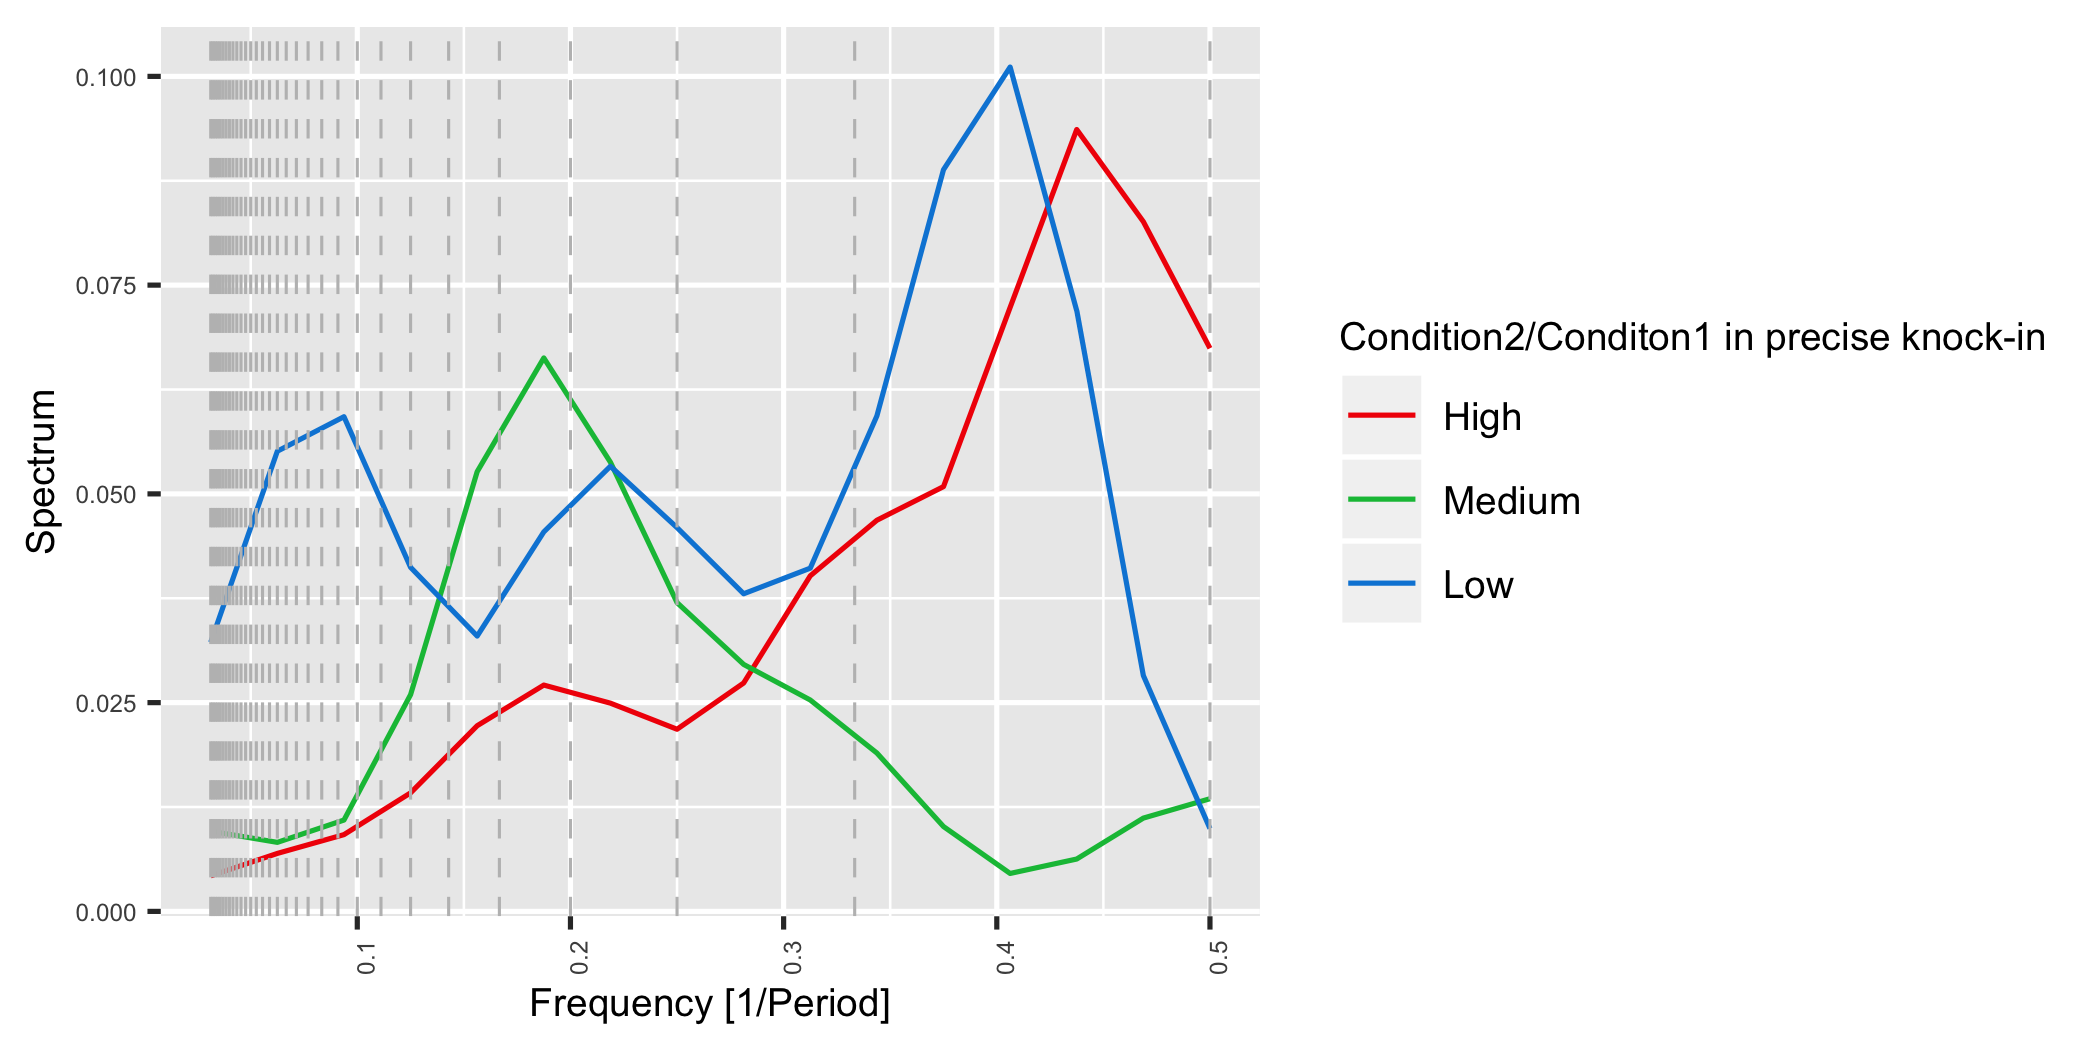 0.100
0.075
0.050
0.025
0.000
Spectrum
0.1
0.2
0.3
0.4
0.5
Frequency [1/Period]
Condition2/Conditon1 in precise knock-in
High
Medium
Low